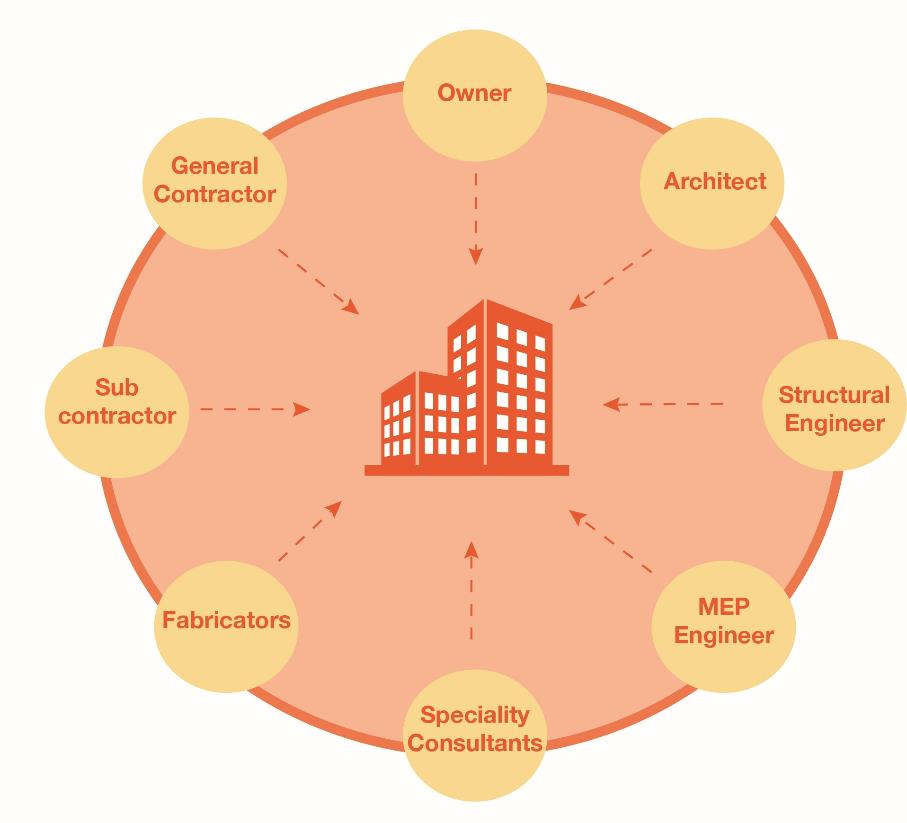 Owner
General
Contractor
Architect
Sub
contractor
Structural
Engineer
Fabricators
MEP
Engineer
Speciality
Consultants